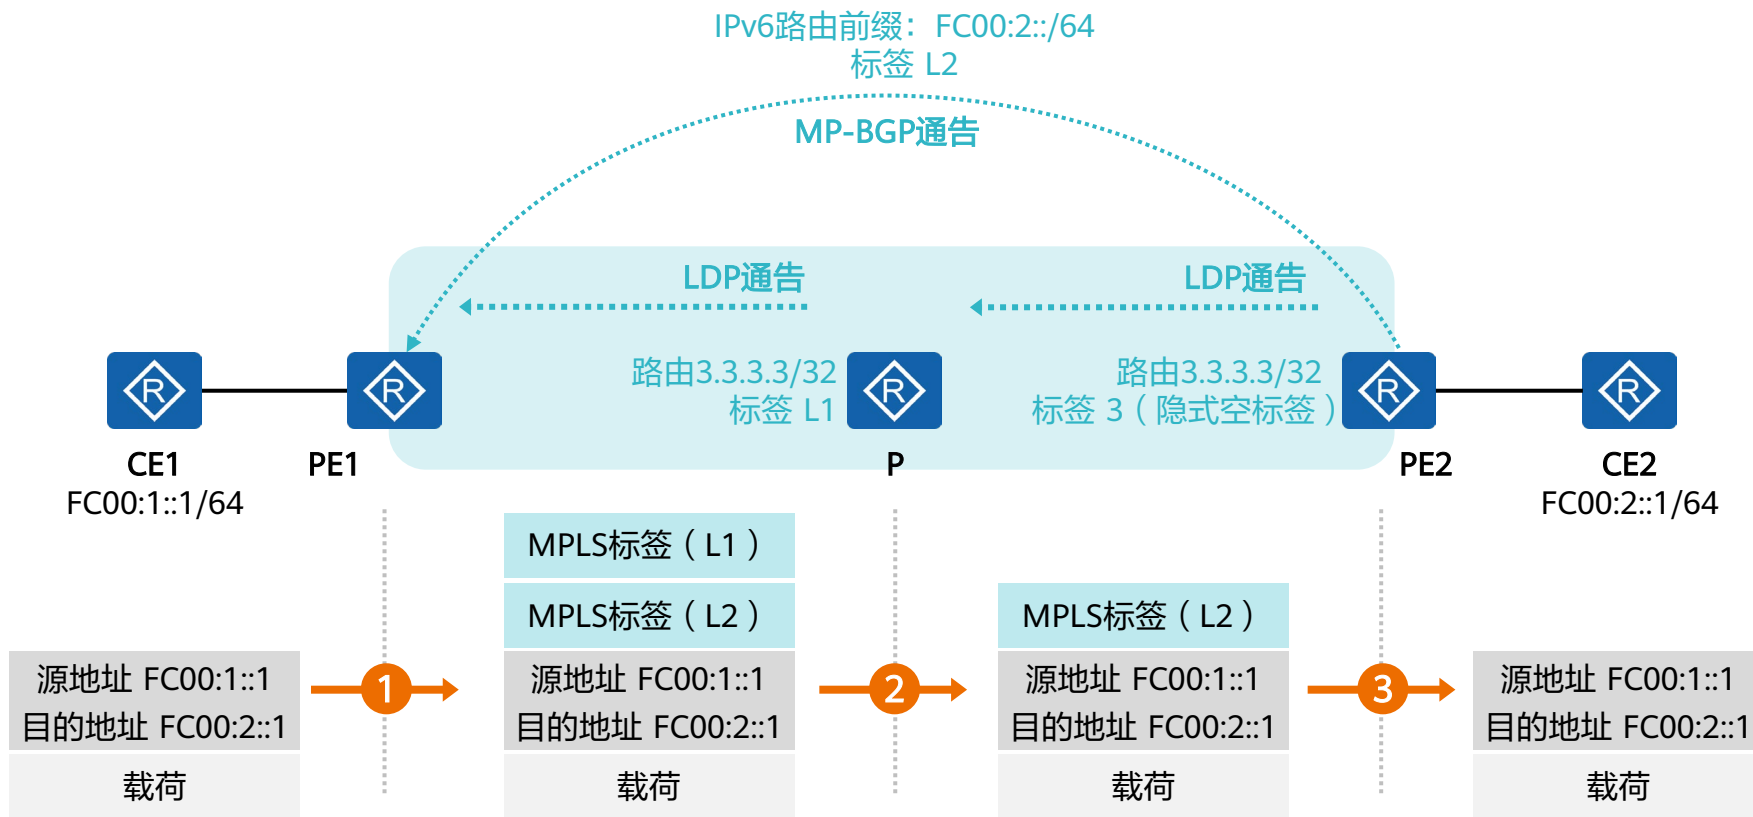 IPv6路由前缀：FC00:2::/64
标签 L2
MP-BGP通告
LDP通告
LDP通告
路由3.3.3.3/32
标签 L1
路由3.3.3.3/32
标签 3（隐式空标签）
R
R
R
R
R
CE1
PE1
P
PE2
CE2
FC00:1::1/64
FC00:2::1/64
MPLS标签（L1）
MPLS标签（L2）
MPLS标签（L2）
源地址 FC00:1::1
目的地址 FC00:2::1
载荷
1
源地址 FC00:1::1
目的地址 FC00:2::1
载荷
2
源地址 FC00:1::1
目的地址 FC00:2::1
载荷
3
源地址 FC00:1::1
目的地址 FC00:2::1
载荷